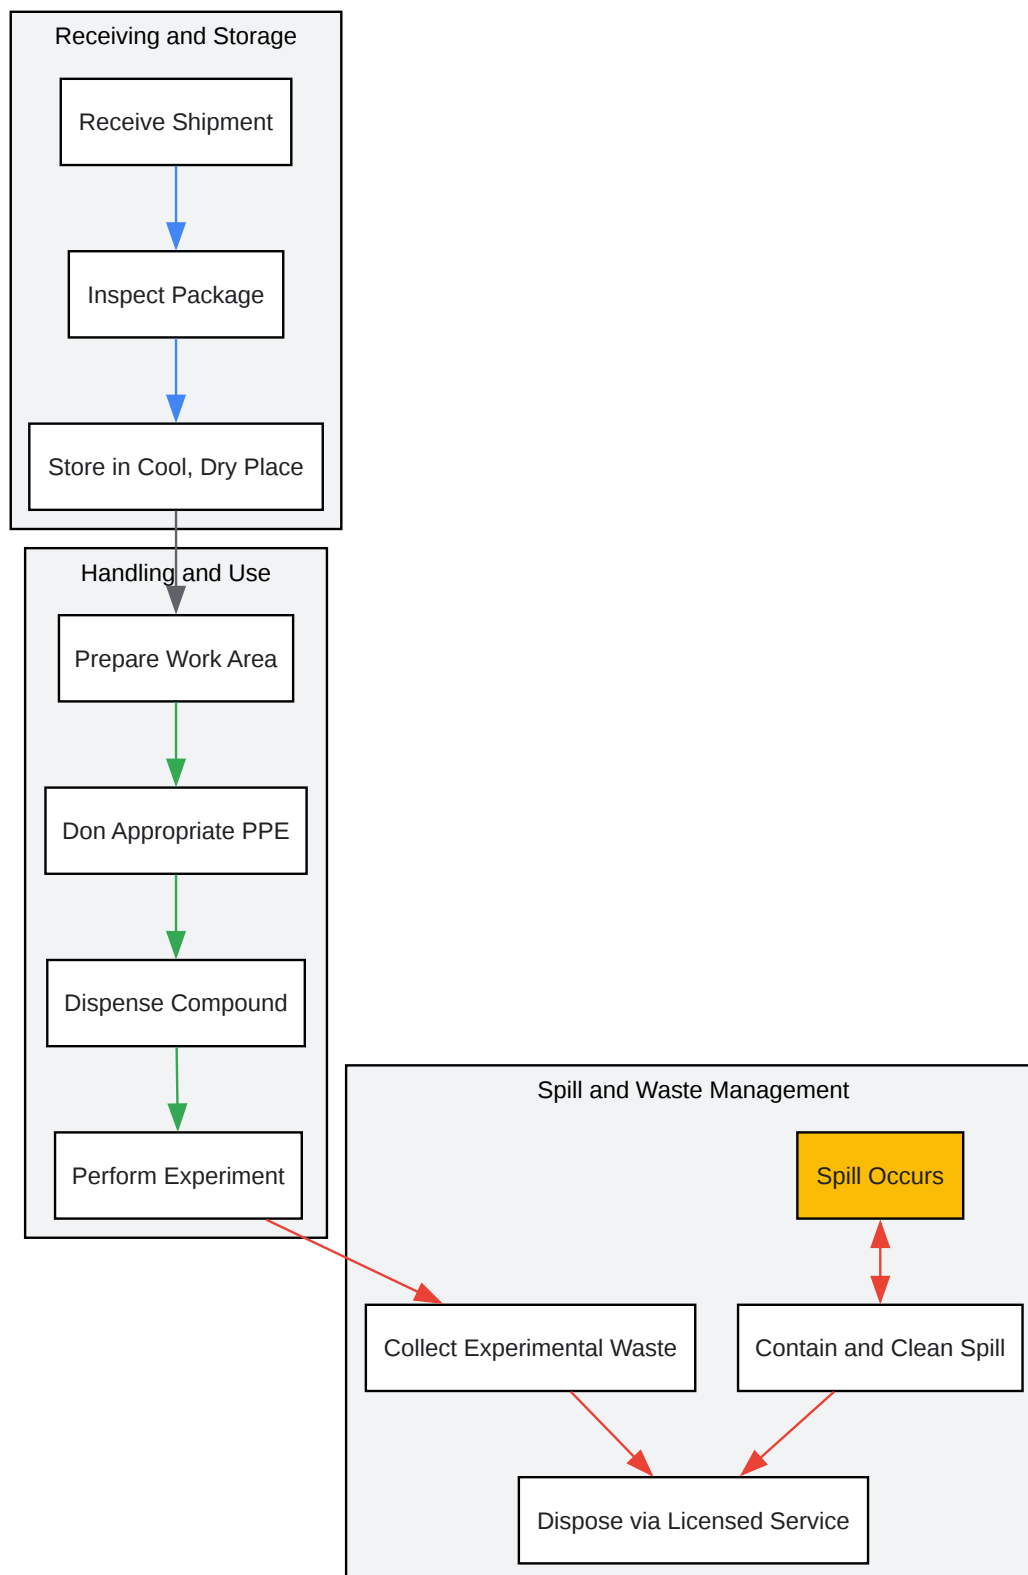 Receiving and Storage
Receive Shipment
Inspect Package
Store in Cool, Dry Place
Handling and Use
Prepare Work Area
Don Appropriate PPE
Dispense Compound
Perform Experiment
Spill and Waste Management
Spill Occurs
Collect Experimental Waste
Contain and Clean Spill
Dispose via Licensed Service